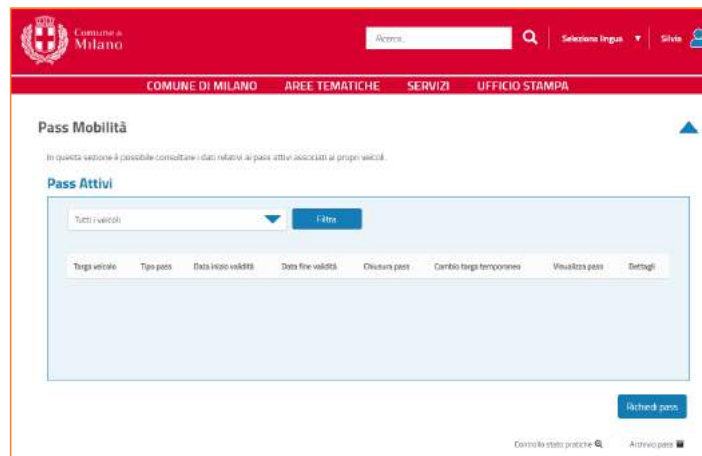 Comune di
Milano
Ricerca...
Seleziona lingua
Silvia
COMUNE DI MILANO AREE TEMATICHE SERVIZI UFFICIO STAMPA
Pass Mobilità
In questa sezione è possibile consultare i dati relativi ai pass attivi associati ai propri veicoli.
Pass Attivi
Tutti i veicoli
Filtra
Targa veicolo Tipo pass Data inizio validità Data fine validità Chiusura pass Cambio targa temporaneo Visualizza pass Dettagli
Richiedi pass
Controllo stato pratiche Archivio pass